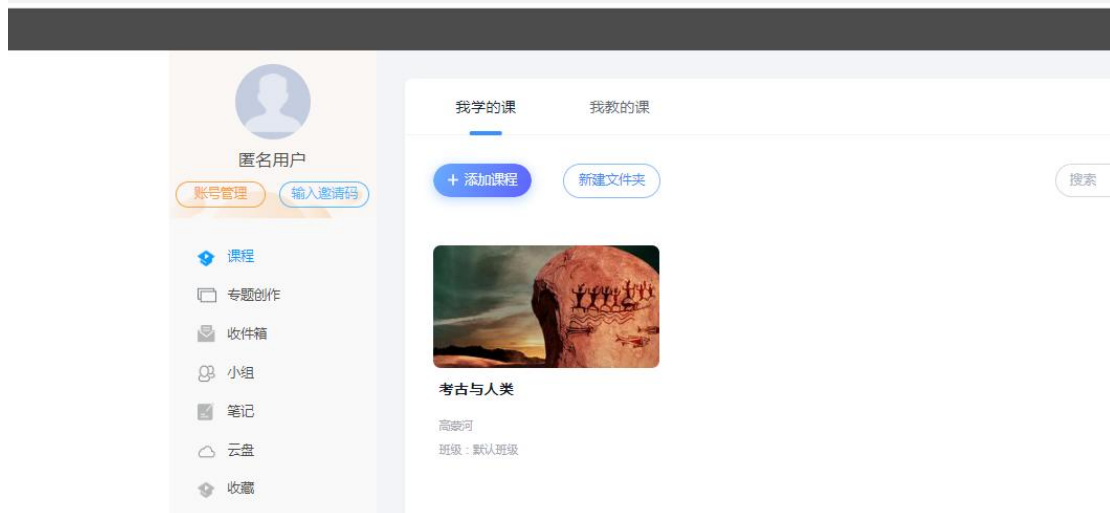 匿名用户
账号管理 输入邀请码
课程
专题创作
收件箱
小组
笔记
云盘
收藏
我学的课 我教的课
+ 添加课程 新建文件夹 搜索
考古与人类
高蒙河
班级：默认班级